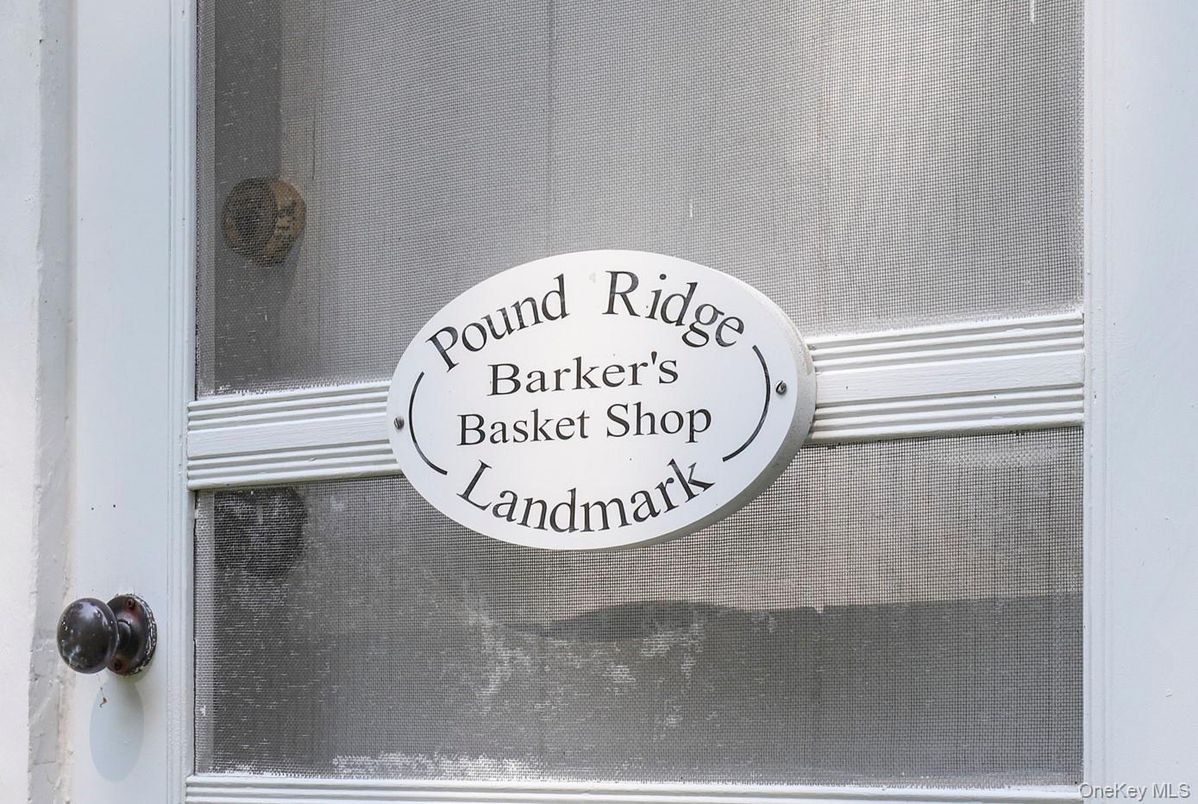 Pound Ridge
Barker's
Basket Shop
Landmark
OneKey MLS